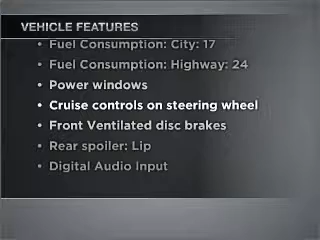 VEHICLE FEATURES
• Fuel Consumption: City: 17
• Fuel Consumption: Highway: 24
• Power windows
• Cruise controls on steering wheel
• Front Ventilated disc brakes
• Rear spoiler: Lip
• Digital Audio Input